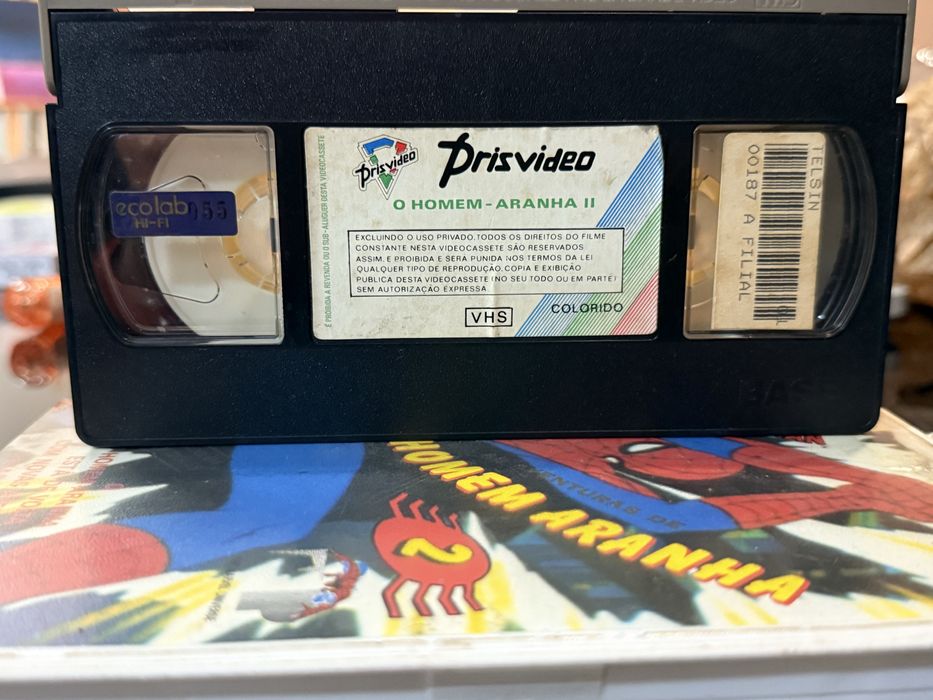 ecolab 055
HI-FI
É PROIBIDA A REVENDA OU O SUB-ALUGUER DESTA VIDEOCASSETE
Prisvideo
Prisvideo
O HOMEM-ARANHA II
EXCLUINDO O USO PRIVADO, TODOS OS DIREITOS DO FILME
CONSTANTE NESTA VIDEOCASSETE SÃO RESERVADOS
ASSIM, E PROIBIDA E SERA PUNIDA NOS TERMOS DA LEI
QUALQUER TIPO DE REPRODUÇÃO, COPIA E EXIBIÇÃO
PUBLICA DESTA VIDEOCASSETE (NO SEU TODO OU EM PARTE)
SEM AUTORIZAÇÃO EXPRESSA
VHS
COLORIDO
TELSIN
00187 A FILIAL
BASF
AVENTURAS DE
HOMEM ARANHA
2